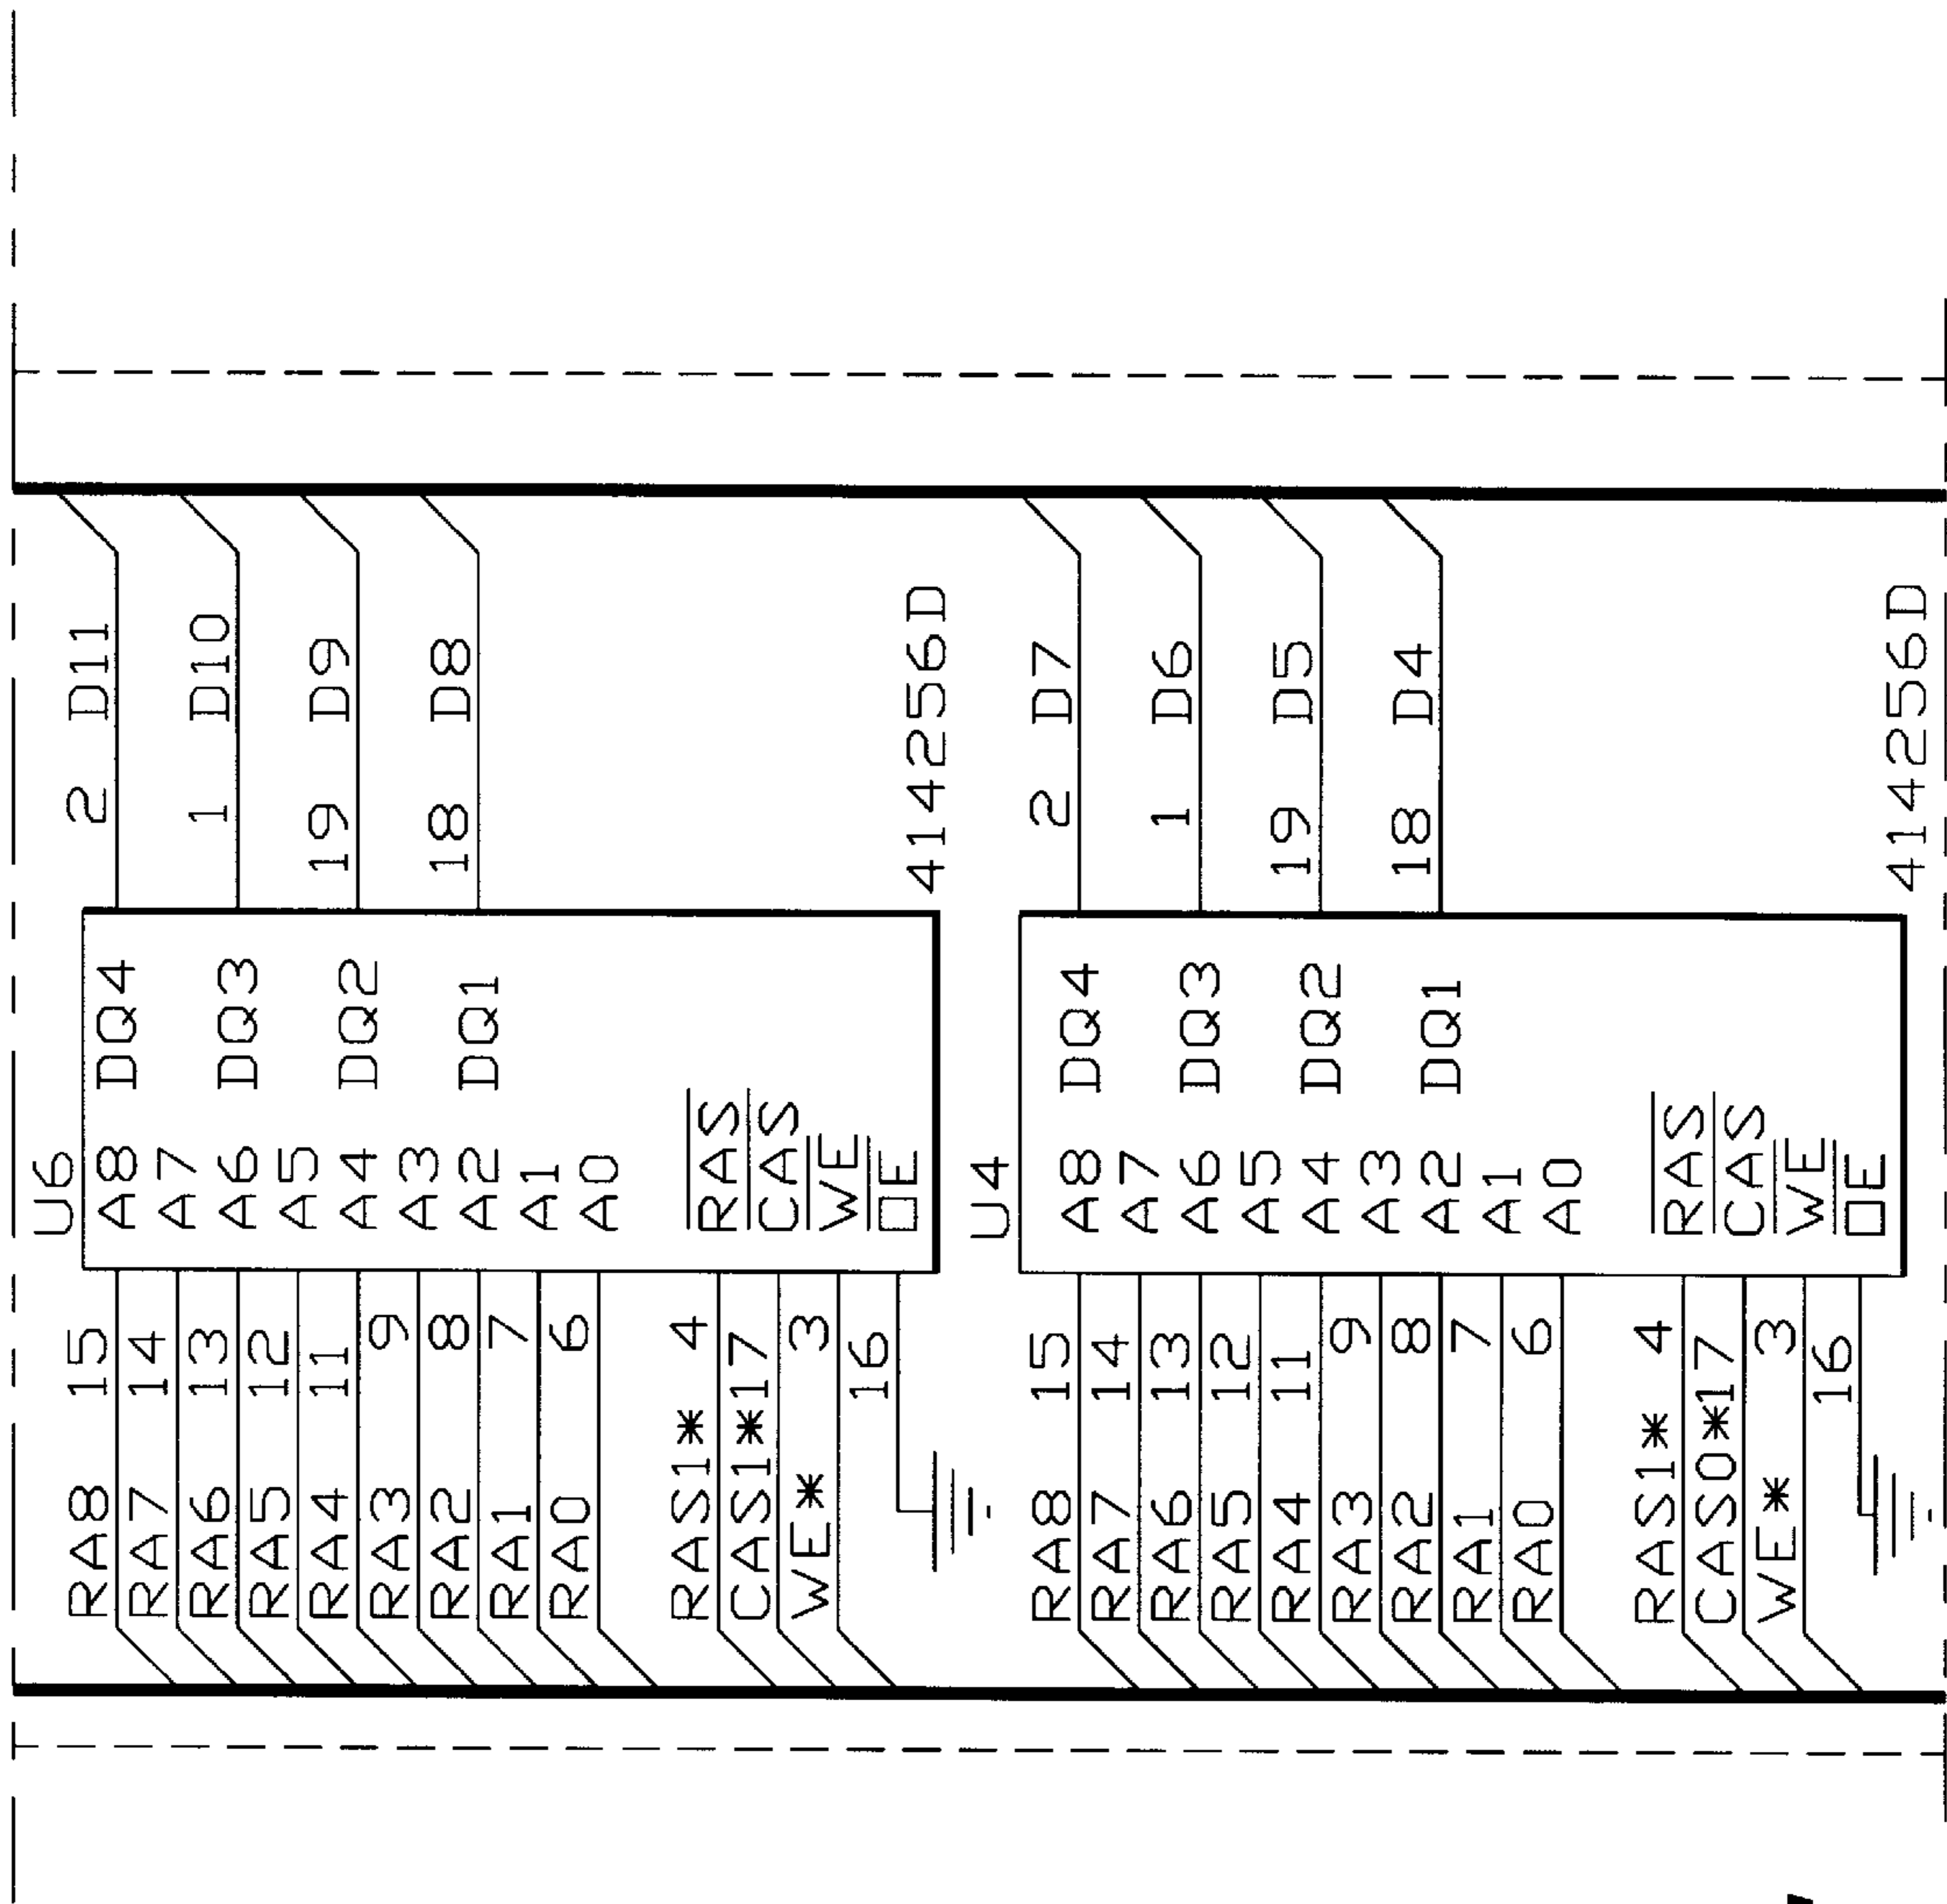 U6
RA8 15 A8 DQ4 2 D11
RA7 14 A7
RA6 13 A6 DQ3 1 D10
RA5 12 A5
RA4 11 A4 DQ2 19 D9
RA3 9 A3
RA2 8 A2 DQ1 18 D8
RA1 7 A1
RA0 6 A0
RAS1* 4 RAS
CAS1*17 CAS
WE* 3 WE
16 OE
414256D
U4
RA8 15 A8 DQ4 2 D7
RA7 14 A7
RA6 13 A6 DQ3 1 D6
RA5 12 A5
RA4 11 A4 DQ2 19 D5
RA3 9 A3
RA2 8 A2 DQ1 18 D4
RA1 7 A1
RA0 6 A0
RAS1* 4 RAS
CAS0*17 CAS
WE* 3 WE
16 OE
414256D